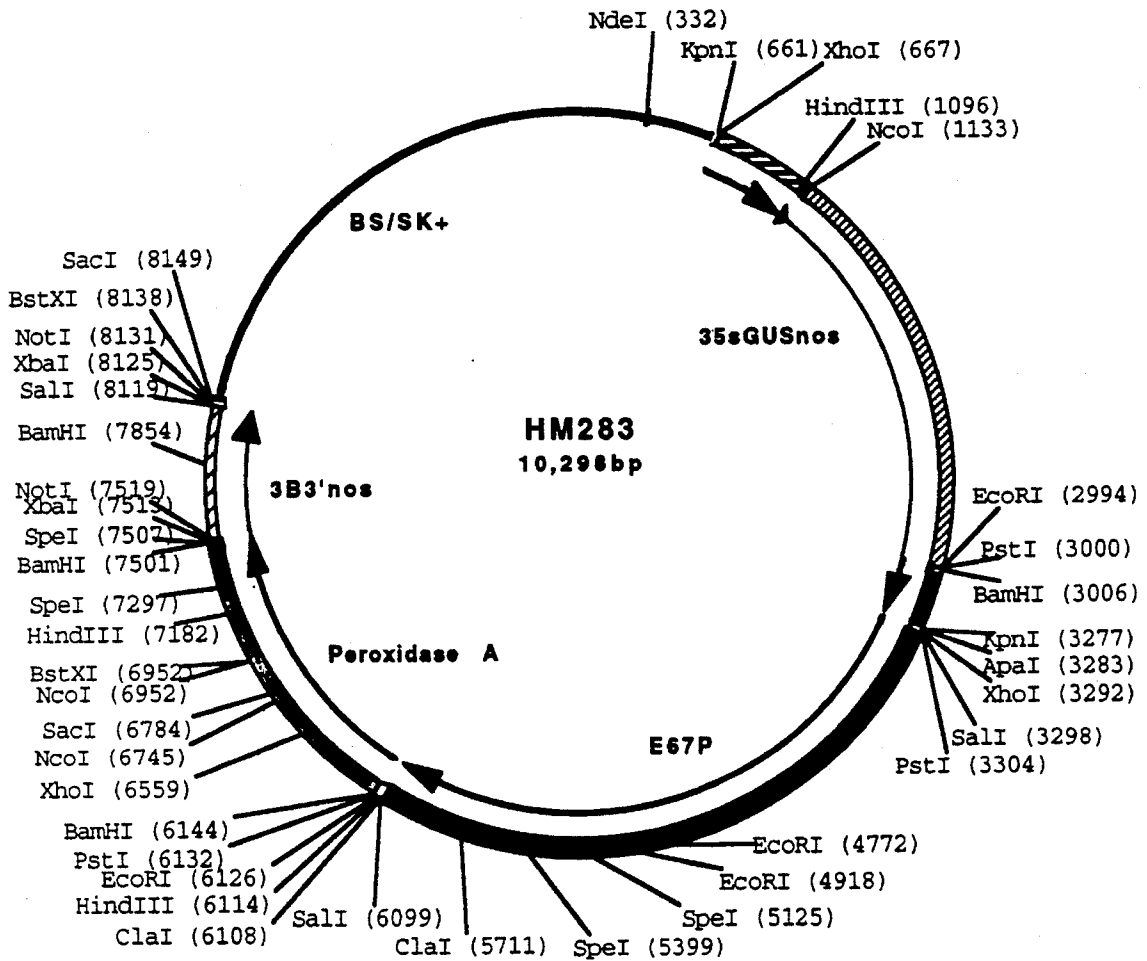 NdeI (332)
KpnI (661)
XhoI (667)
HindIII (1096)
NcoI (1133)
BS/SK+
SacI (8149)
BstXI (8138)
NotI (8131)
XbaI (8125)
SalI (8119)
BamHI (7854)
35sGUSnos
HM283
10,298bp
3B3'nos
NotI (7519)
XbaI (7513)
SpeI (7507)
BamHI (7501)
SpeI (7297)
HindIII (7182)
BstXI (6952)
NcoI (6952)
SacI (6784)
NcoI (6745)
XhoI (6559)
EcoRI (2994)
PstI (3000)
BamHI (3006)
KpnI (3277)
ApaI (3283)
XhoI (3292)
SalI (3298)
PstI (3304)
Peroxidase A
E67P
BamHI (6144)
PstI (6132)
EcoRI (6126)
HindIII (6114)
ClaI (6108)
SalI (6099)
ClaI (5711)
SpeI (5399)
SpeI (5125)
EcoRI (4918)
EcoRI (4772)